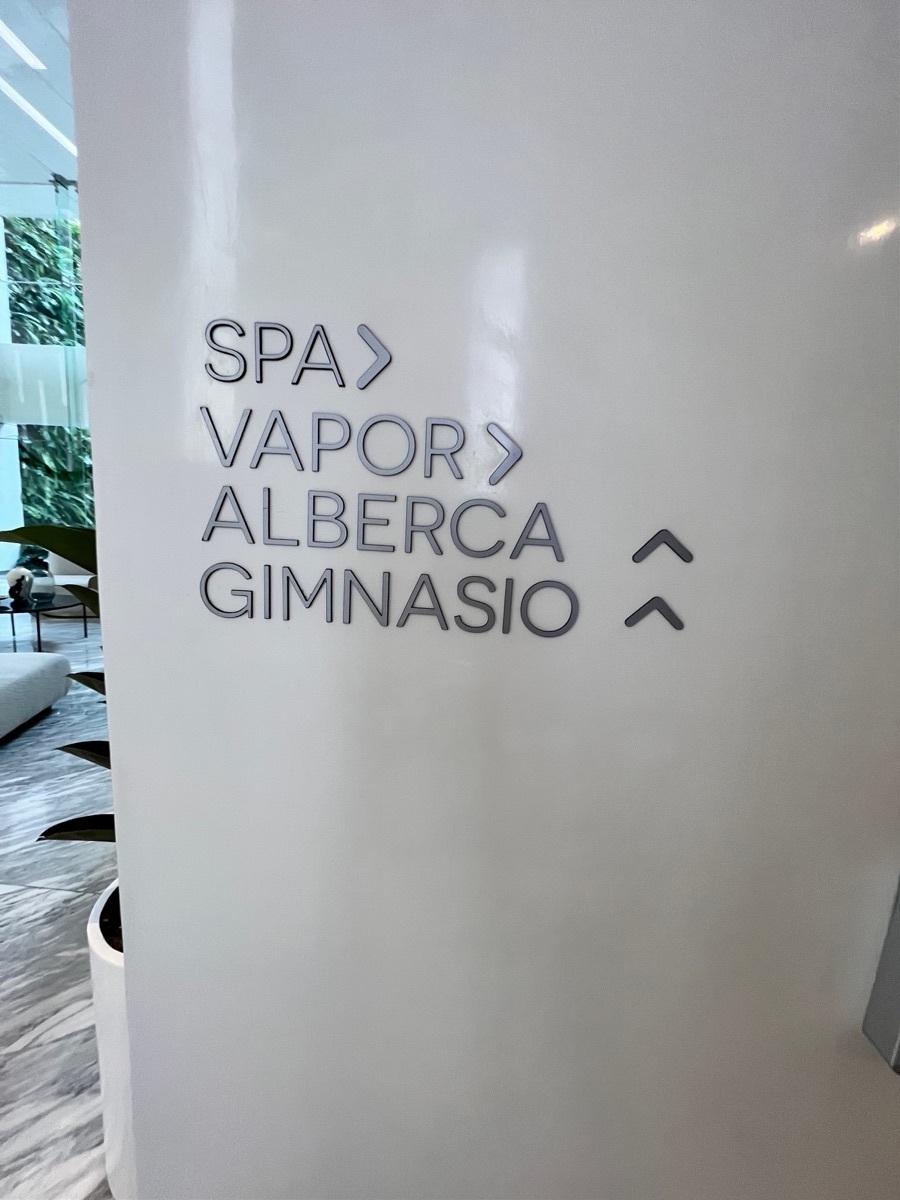 SPA >
VAPOR >
ALBERCA ^
GIMNASIO ^